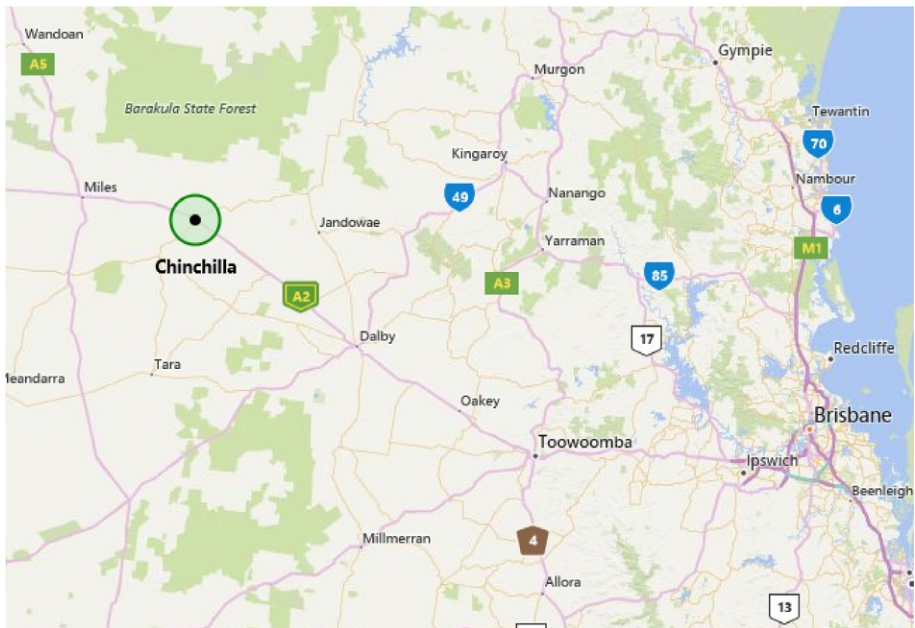 Wandoan
A5
Barakula State Forest
Murgon
Gympie
Tewantin
70
Kingaroy
Nambour
Miles
49
Nanango
6
Jandowae
Yarraman
M1
Chinchilla
A2
A3
85
17
Dalby
Redcliffe
Tara
Meandarra
Oakey
Brisbane
Toowoomba
Ipswich
Beenleigh
Millmerran
4
Allora
13